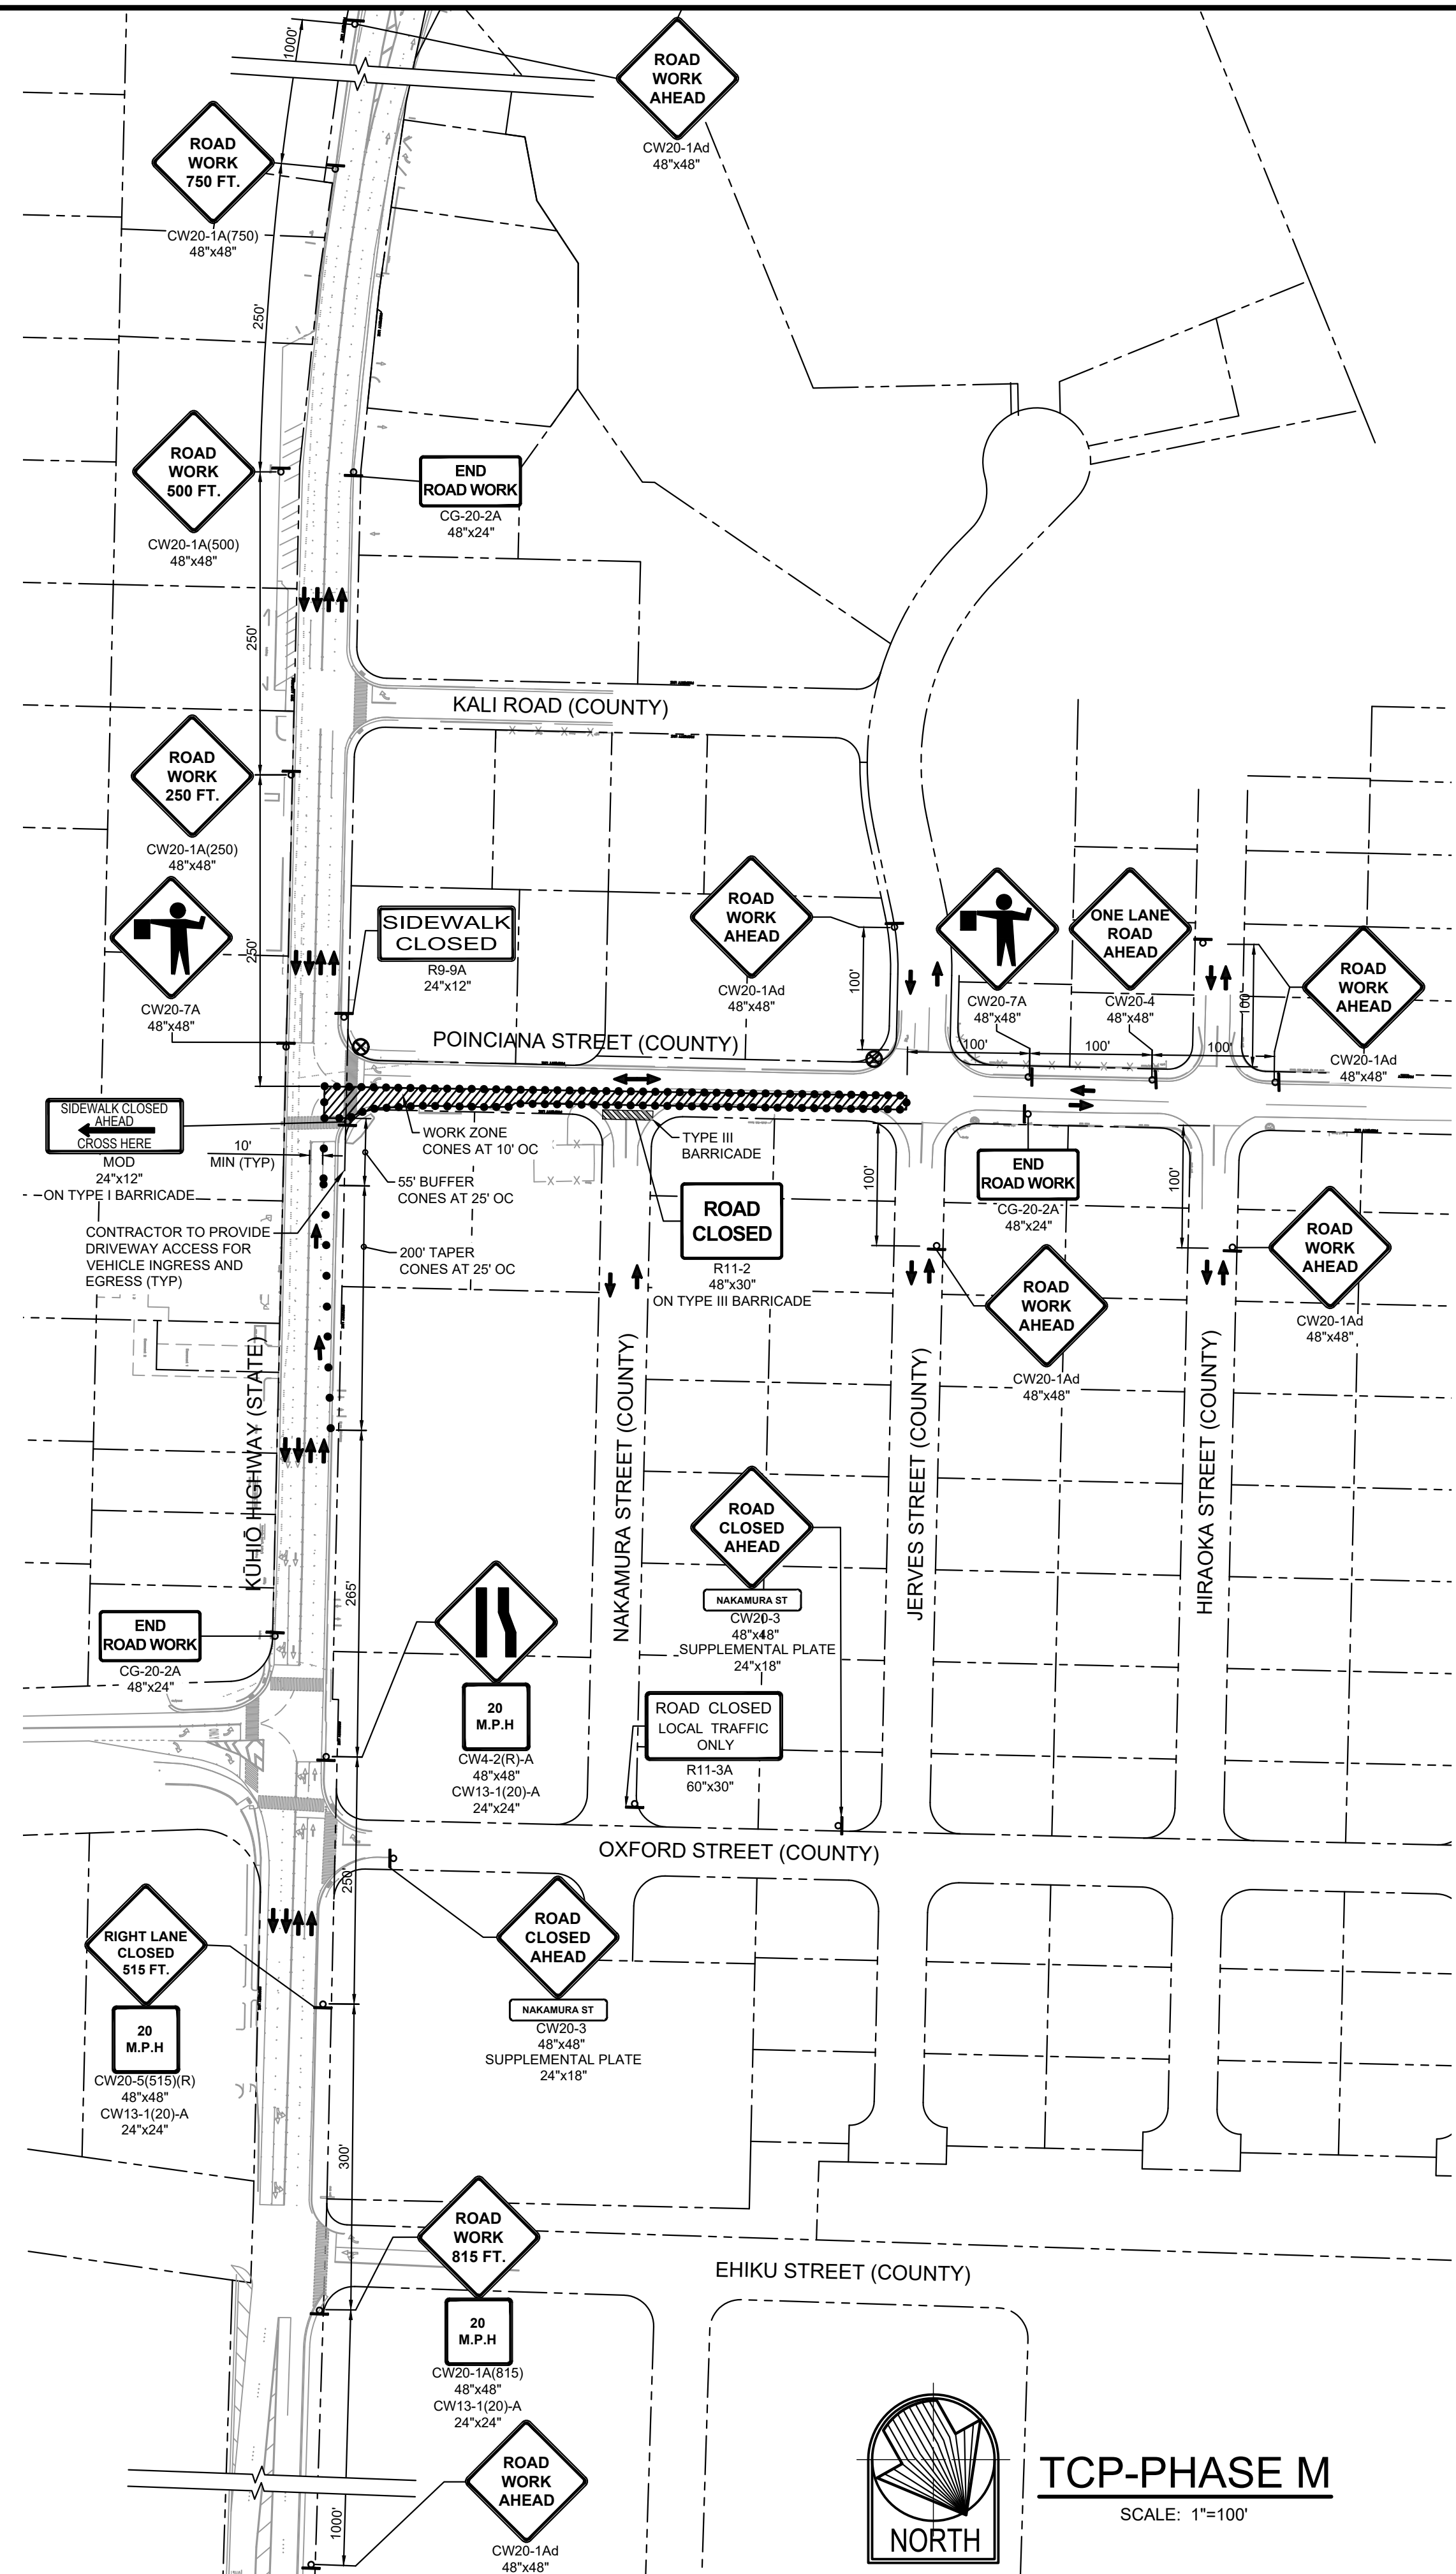 1000'
ROAD
WORK
AHEAD
CW20-1Ad
48"x48"
ROAD
WORK
750 FT.
CW20-1A(750)
48"x48"
250'
ROAD
WORK
500 FT.
CW20-1A(500)
48"x48"
END
ROAD WORK
CG-20-2A
48"x24"
250'
KALI ROAD (COUNTY)
ROAD
WORK
250 FT.
CW20-1A(250)
48"x48"
250'
CW20-7A
48"x48"
SIDEWALK
CLOSED
R9-9A
24"x12"
ROAD
WORK
AHEAD
CW20-1Ad
48"x48"
100'
CW20-7A
48"x48"
ONE LANE
ROAD
AHEAD
CW20-4
48"x48"
100'
ROAD
WORK
AHEAD
CW20-1Ad
48"x48"
POINCIANA STREET (COUNTY)
100'
100'
100'
SIDEWALK CLOSED
AHEAD
CROSS HERE
MOD
24"x12"
ON TYPE I BARRICADE
10'
MIN (TYP)
WORK ZONE
CONES AT 10' OC
TYPE III
BARRICADE
55' BUFFER
CONES AT 25' OC
CONTRACTOR TO PROVIDE
DRIVEWAY ACCESS FOR
VEHICLE INGRESS AND
EGRESS (TYP)
200' TAPER
CONES AT 25' OC
ROAD
CLOSED
R11-2
48"x30"
ON TYPE III BARRICADE
100'
END
ROAD WORK
CG-20-2A
48"x24"
100'
ROAD
WORK
AHEAD
CW20-1Ad
48"x48"
ROAD
WORK
AHEAD
CW20-1Ad
48"x48"
KŪHIŌ HIGHWAY (STATE)
NAKAMURA STREET (COUNTY)
JERVES STREET (COUNTY)
HIRAOKA STREET (COUNTY)
265'
ROAD
CLOSED
AHEAD
NAKAMURA ST
CW20-3
48"x48"
SUPPLEMENTAL PLATE
24"x18"
END
ROAD WORK
CG-20-2A
48"x24"
20
M.P.H
CW4-2(R)-A
48"x48"
CW13-1(20)-A
24"x24"
ROAD CLOSED
LOCAL TRAFFIC
ONLY
R11-3A
60"x30"
OXFORD STREET (COUNTY)
250'
RIGHT LANE
CLOSED
515 FT.
20
M.P.H
CW20-5(515)(R)
48"x48"
CW13-1(20)-A
24"x24"
ROAD
CLOSED
AHEAD
NAKAMURA ST
CW20-3
48"x48"
SUPPLEMENTAL PLATE
24"x18"
300'
ROAD
WORK
815 FT.
20
M.P.H
CW20-1A(815)
48"x48"
CW13-1(20)-A
24"x24"
EHIKU STREET (COUNTY)
ROAD
WORK
AHEAD
CW20-1Ad
48"x48"
1000'
NORTH
TCP-PHASE M
SCALE: 1"=100'